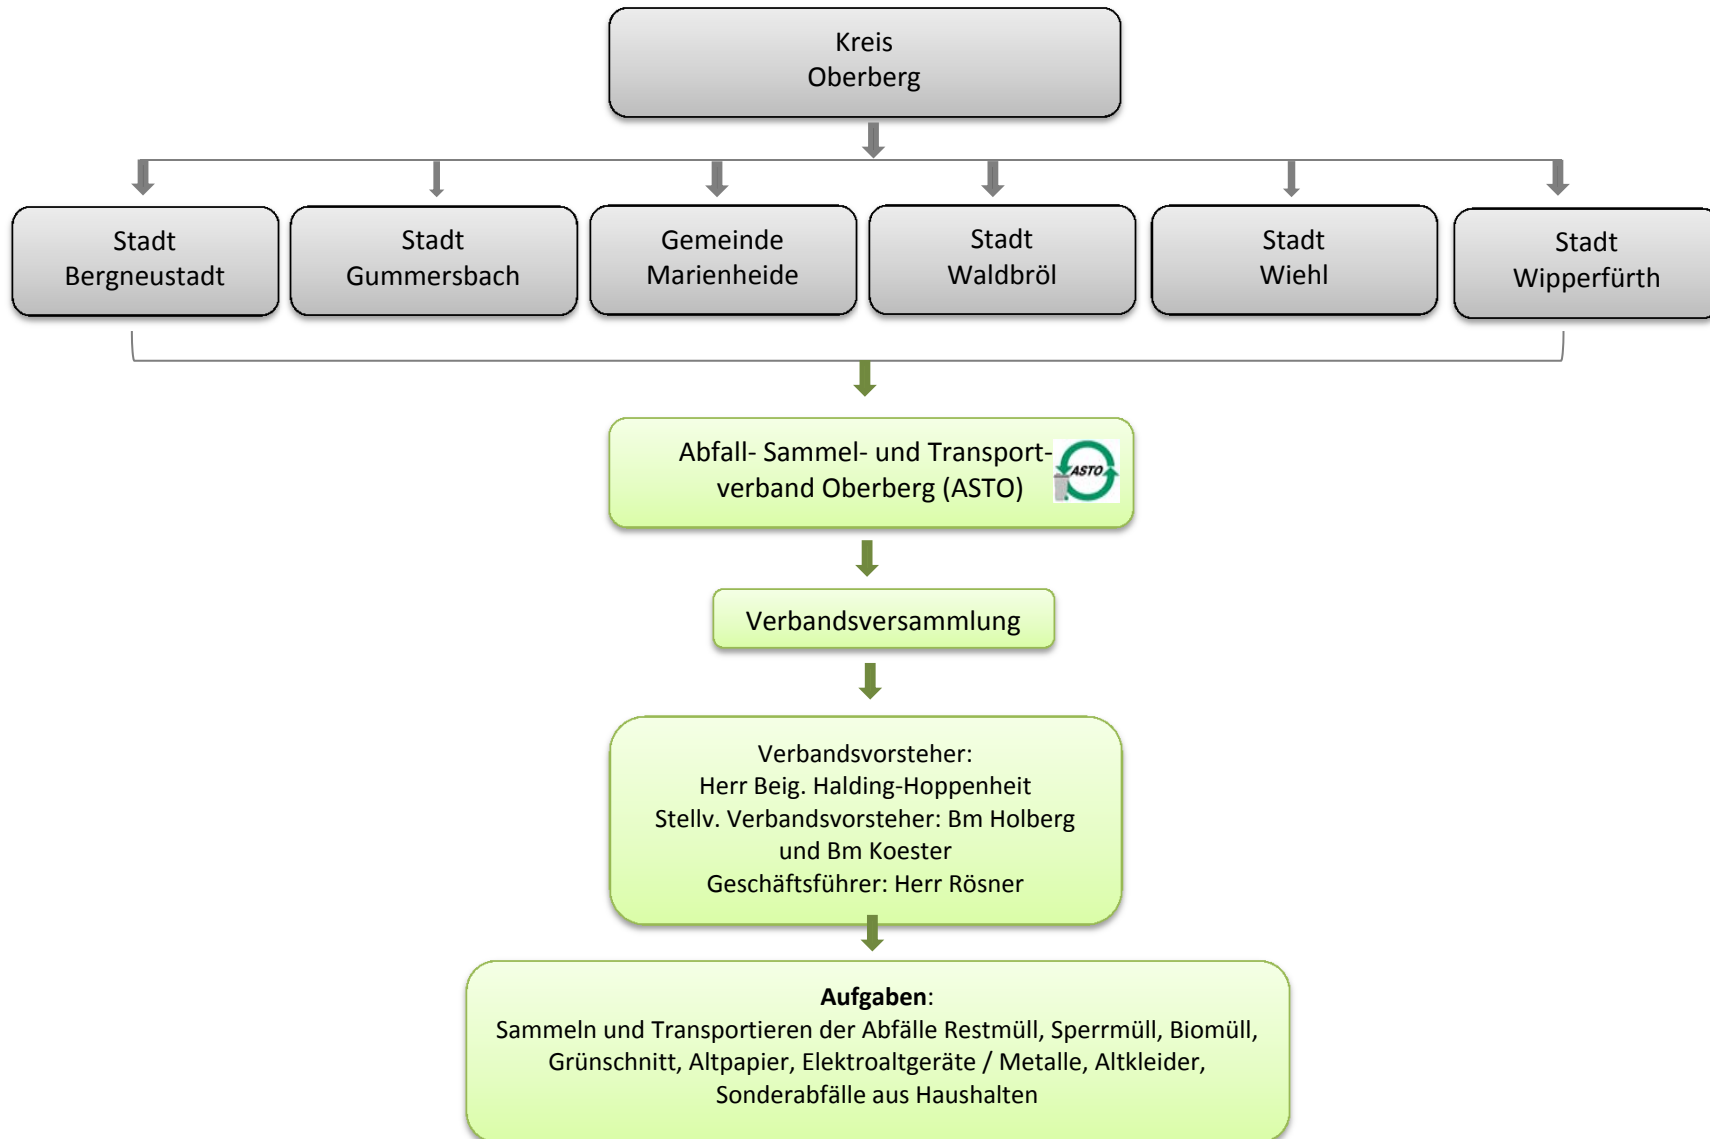 Kreis
Oberberg
Stadt
Bergneustadt
Stadt
Gummersbach
Gemeinde
Marienheide
Stadt
Waldbröl
Stadt
Wiehl
Stadt
Wipperfürth
Abfall- Sammel- und Transport-
verband Oberberg (ASTO)
ASTO
Verbandsversammlung
Verbandsvorsteher:
Herr Beig. Halding-Hoppenheit
Stellv. Verbandsvorsteher: Bm Holberg
und Bm Koester
Geschäftsführer: Herr Rösner
Aufgaben:
Sammeln und Transportieren der Abfälle Restmüll, Sperrmüll, Biomüll,
Grünschnitt, Altpapier, Elektroaltgeräte / Metalle, Altkleider,
Sonderabfälle aus Haushalten